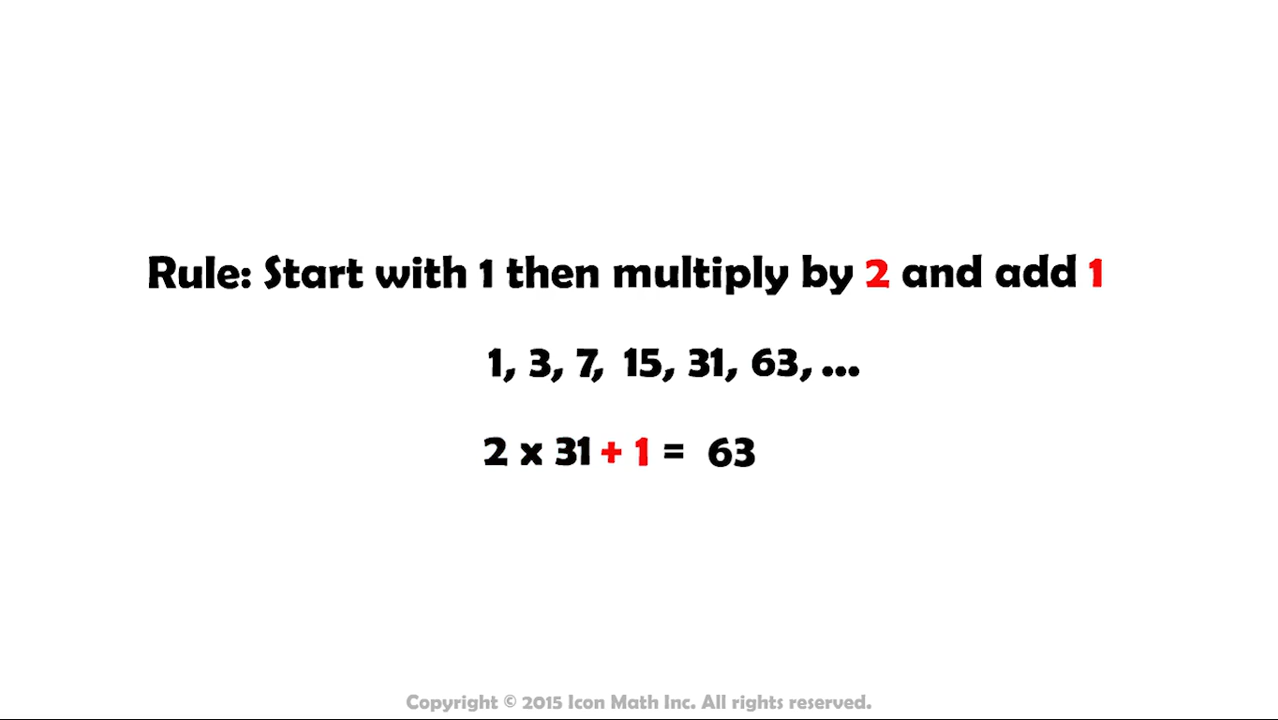 Rule: Start with 1 then multiply by 2 and add 1
1, 3, 7, 15, 31, 63, ...
2 x 31 + 1 = 63
Copyright © 2015 Icon Math Inc. All rights reserved.